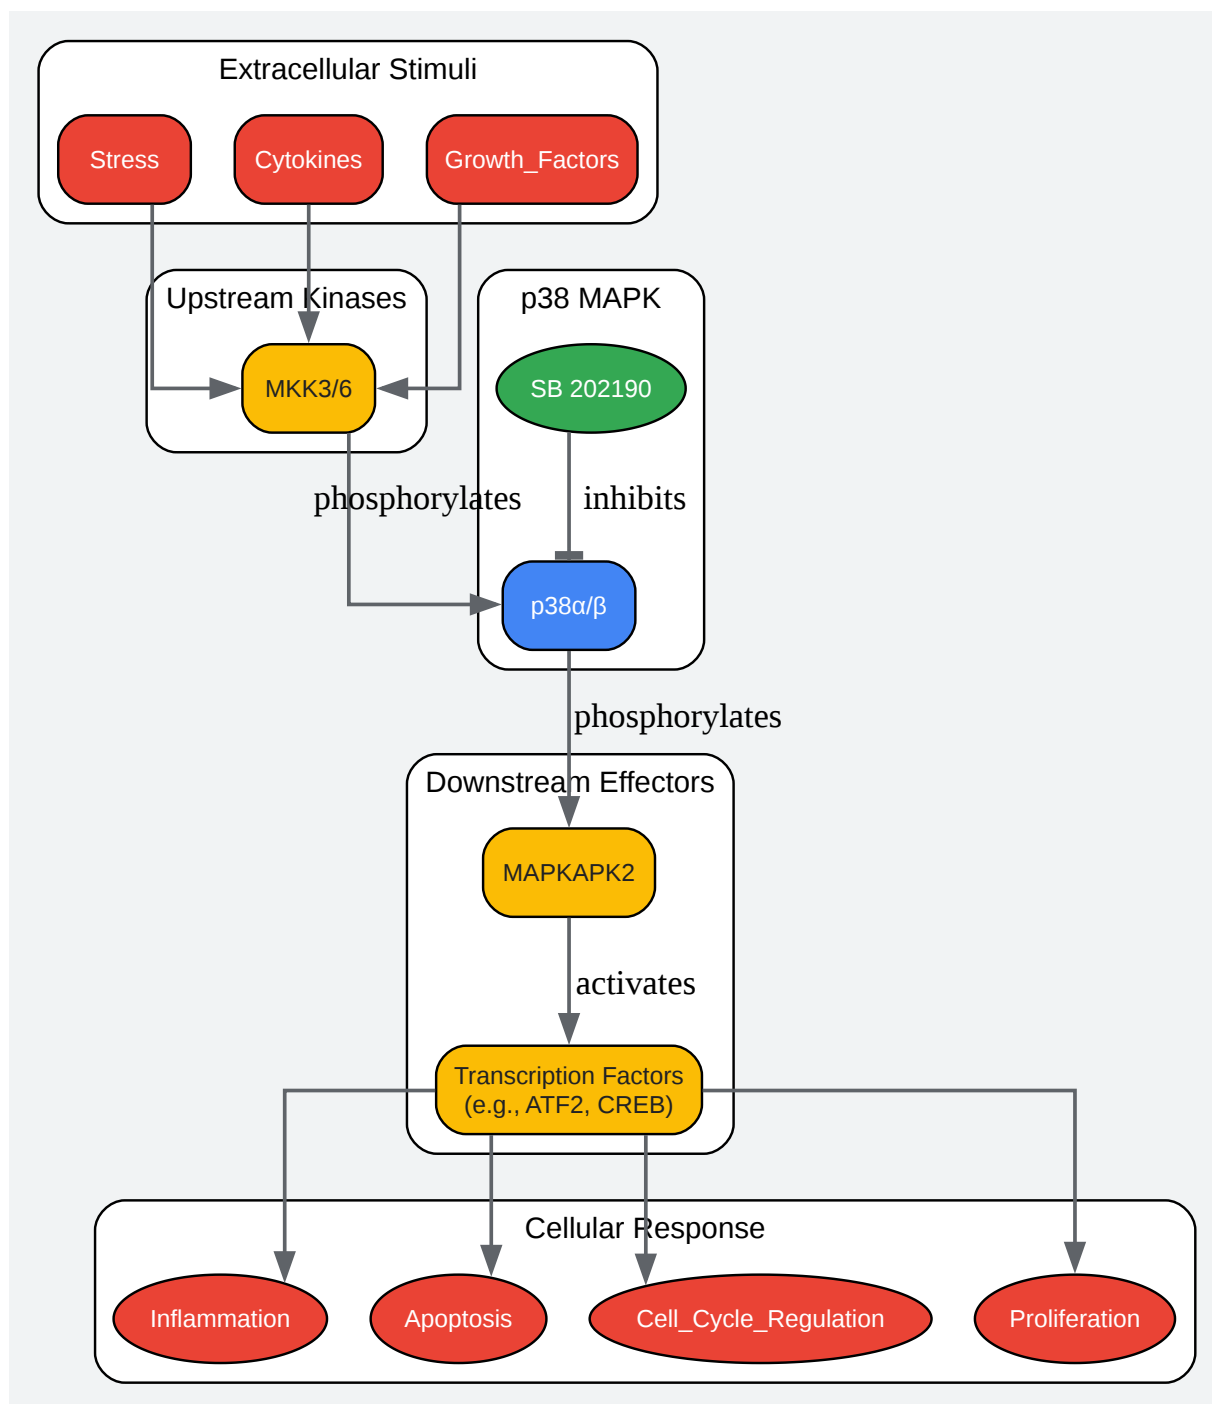 Extracellular Stimuli
Stress
Cytokines
Growth_Factors
Upstream Kinases
p38 MAPK
MKK3/6
SB 202190
phosphorylates
inhibits
p38α/β
phosphorylates
Downstream Effectors
MAPKAPK2
activates
Transcription Factors
(e.g., ATF2, CREB)
Cellular Response
Inflammation
Apoptosis
Cell_Cycle_Regulation
Proliferation